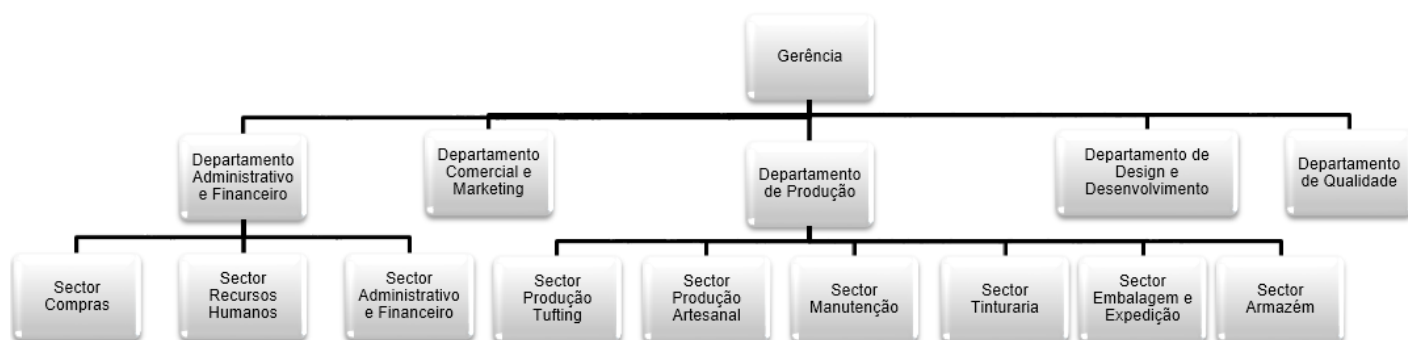 Gerência
Departamento
Administrativo
e Financeiro
Departamento
Comercial e
Marketing
Departamento
de Produção
Departamento de
Design e
Desenvolvimento
Departamento
de Qualidade
Sector
Compras
Sector
Recursos
Humanos
Sector
Administrativo
e Financeiro
Sector
Produção
Tufting
Sector
Produção
Artesanal
Sector
Manutenção
Sector
Tinturaria
Sector
Embalagem e
Expedição
Sector
Armazém